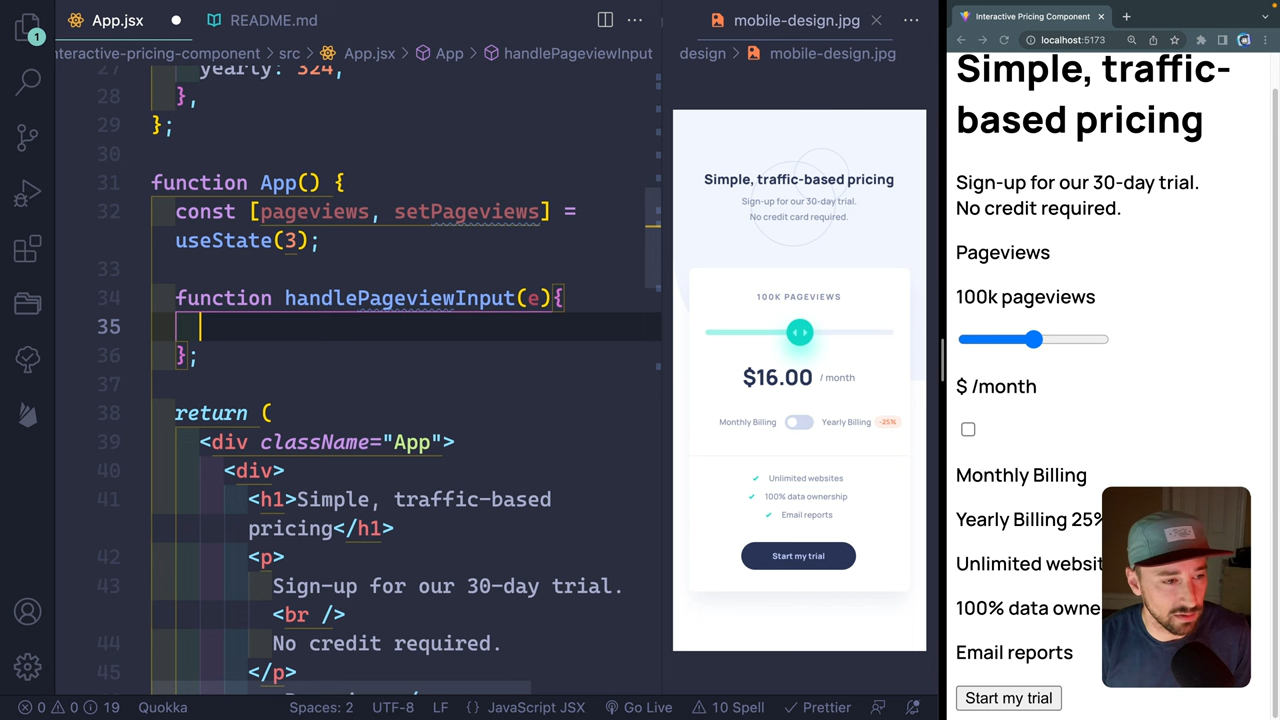 App.jsx
README.md
mobile-design.jpg
Interactive Pricing Component
localhost:5173
nteractive-pricing-component > src > App.jsx > App > handlePageviewInput
design > mobile-design.jpg
1
27 yearly: 324,
28 },
29 };
30
31 function App() {
32 const [pageviews, setPageviews] =
useState(3);
33
34 function handlePageviewInput(e){
35
36 };
37
38 return (
39 <div className="App">
40 <div>
41 <h1>Simple, traffic-based
pricing</h1>
42 <p>
43 Sign-up for our 30-day trial.
<br />
44 No credit required.
45 </p>
Simple, traffic-based pricing
Sign-up for our 30-day trial.
No credit card required.
100K PAGEVIEWS
$16.00 / month
Monthly Billing
Yearly Billing -25%
Unlimited websites
100% data ownership
Email reports
Start my trial
Simple, traffic-
based pricing
Sign-up for our 30-day trial.
No credit required.
Pageviews
100k pageviews
$ /month
Monthly Billing
Yearly Billing 25%
Unlimited websit
100% data owne
Email reports
Start my trial
0 0 19 Quokka Spaces: 2 UTF-8 LF {} JavaScript JSX Go Live 10 Spell Prettier